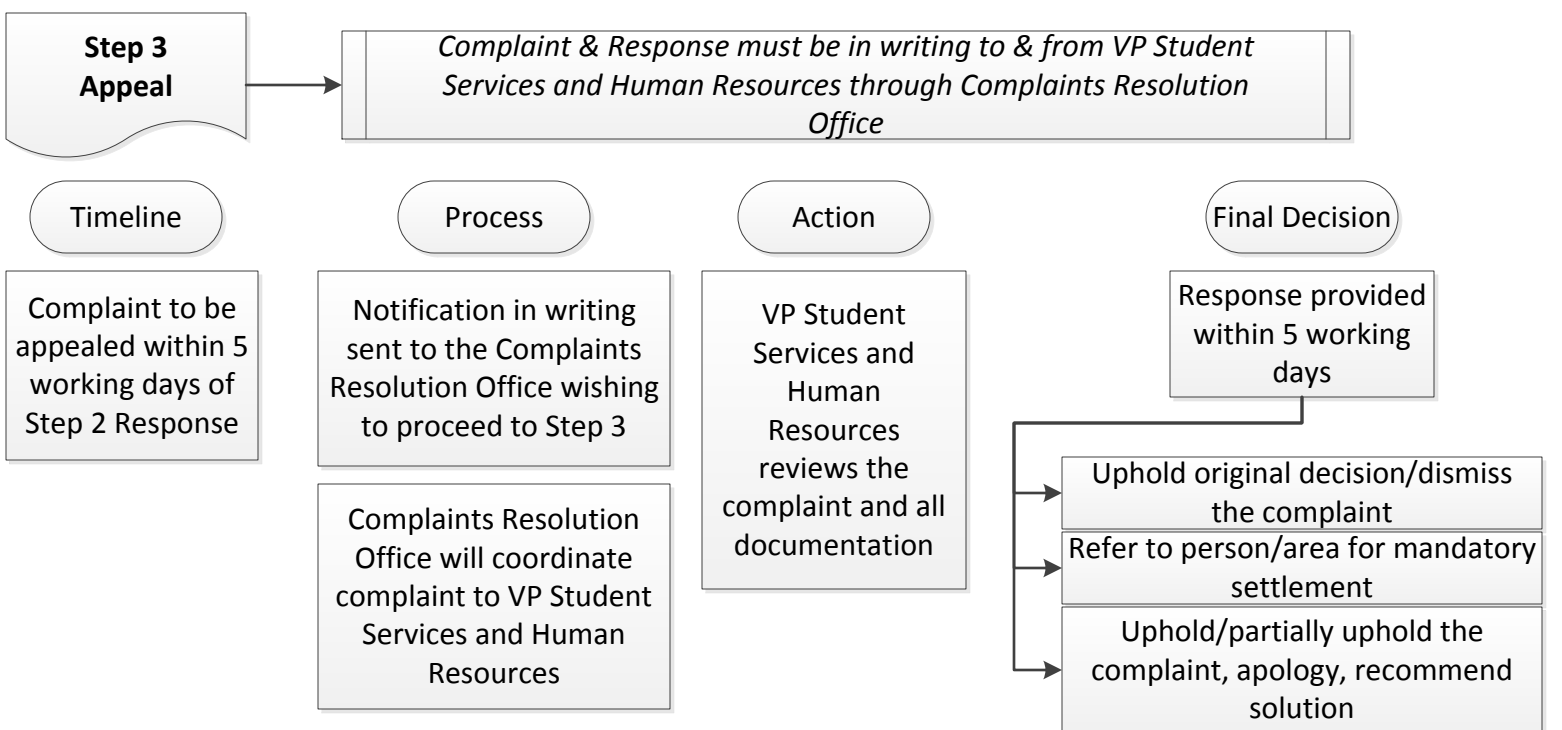 Step 3
Appeal
Complaint & Response must be in writing to & from VP Student
Services and Human Resources through Complaints Resolution
Office
Timeline
Process
Action
Final Decision
Complaint to be
appealed within 5
working days of
Step 2 Response
Notification in writing
sent to the Complaints
Resolution Office wishing
to proceed to Step 3
Complaints Resolution
Office will coordinate
complaint to VP Student
Services and Human
Resources
VP Student
Services and
Human
Resources
reviews the
complaint and all
documentation
Response provided
within 5 working
days
Uphold original decision/dismiss
the complaint
Refer to person/area for mandatory
settlement
Uphold/partially uphold the
complaint, apology, recommend
solution